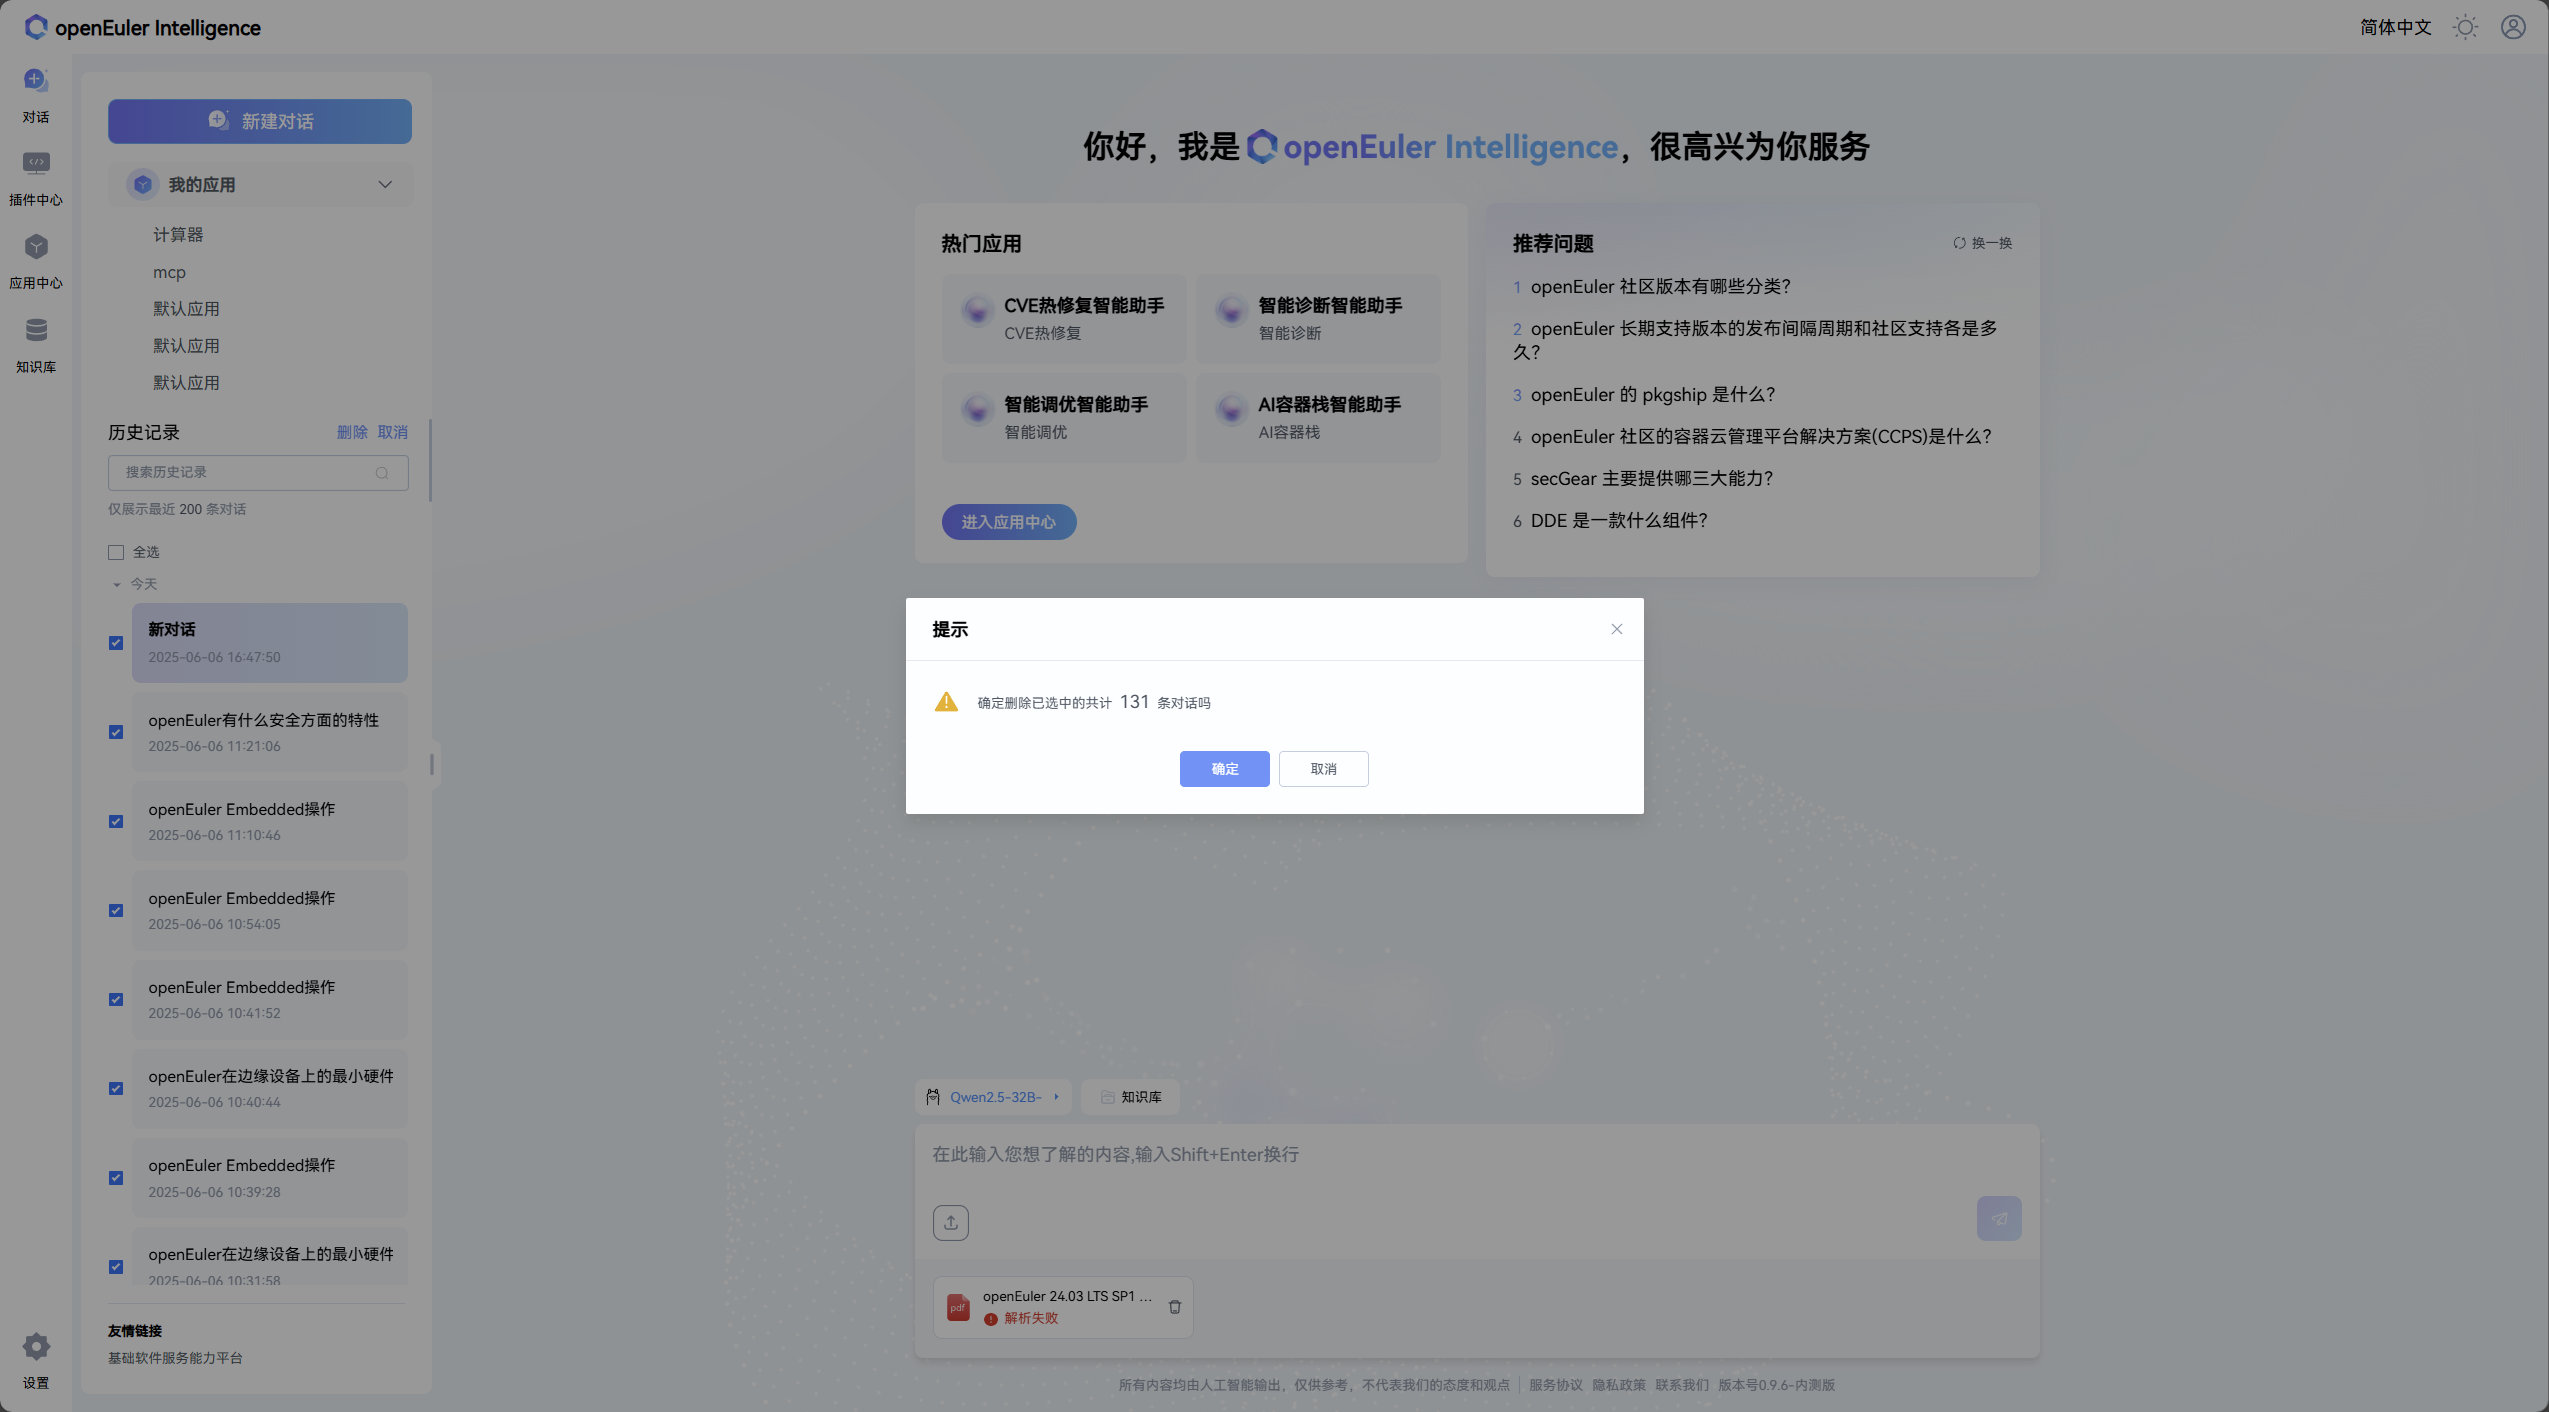 openEuler Intelligence
简体中文
对话
插件中心
应用中心
知识库
设置
新建对话
我的应用
计算器
mcp
默认应用
默认应用
默认应用
历史记录
删除 取消
搜索历史记录
仅展示最近 200 条对话
全选
今天
新对话
2025-06-06 16:47:50
openEuler有什么安全方面的特性
2025-06-06 11:21:06
openEuler Embedded操作
2025-06-06 11:10:46
openEuler Embedded操作
2025-06-06 10:54:05
openEuler Embedded操作
2025-06-06 10:41:52
openEuler在边缘设备上的最小硬件
2025-06-06 10:40:44
openEuler Embedded操作
2025-06-06 10:39:28
openEuler在边缘设备上的最小硬件
2025-06-06 10:31:58
友情链接
基础软件服务能力平台
你好，我是 openEuler Intelligence，很高兴为你服务
热门应用
CVE热修复智能助手
CVE热修复
智能诊断智能助手
智能诊断
智能调优智能助手
智能调优
AI容器栈智能助手
AI容器栈
进入应用中心
推荐问题
换一换
1 openEuler 社区版本有哪些分类？
2 openEuler 长期支持版本的发布间隔周期和社区支持各是多
久？
3 openEuler 的 pkgship 是什么？
4 openEuler 社区的容器云管理平台解决方案(CCPS)是什么？
5 secGear 主要提供哪三大能力？
6 DDE 是一款什么组件？
提示
确定删除已选中的共计 131 条对话吗
确定
取消
Qwen2.5-32B-
知识库
在此输入您想了解的内容,输入Shift+Enter换行
pdf
openEuler 24.03 LTS SP1 ...
解析失败
所有内容均由人工智能输出，仅供参考，不代表我们的态度和观点 服务协议 隐私政策 联系我们 版本号0.9.6-内测版